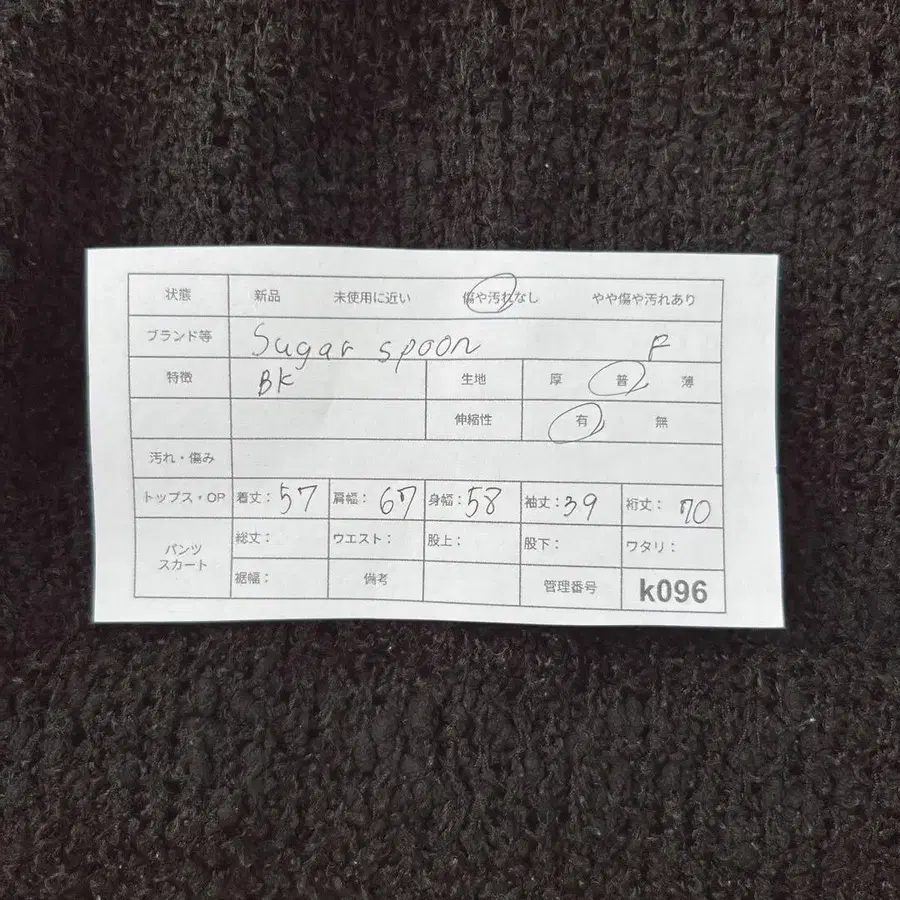 状態 新品 未使用に近い 傷や汚れなし やや傷や汚れあり
ブランド等 Sugar spoon F
特徴 BK 生地 厚 普 薄
伸縮性 有 無
汚れ・傷み
トップス・OP 着丈：57 肩幅：67 身幅：58 袖丈：39 裄丈：70
パンツ スカート 総丈： ウエスト： 股上： 股下： ワタリ：
裾幅： 備考 管理番号 k096